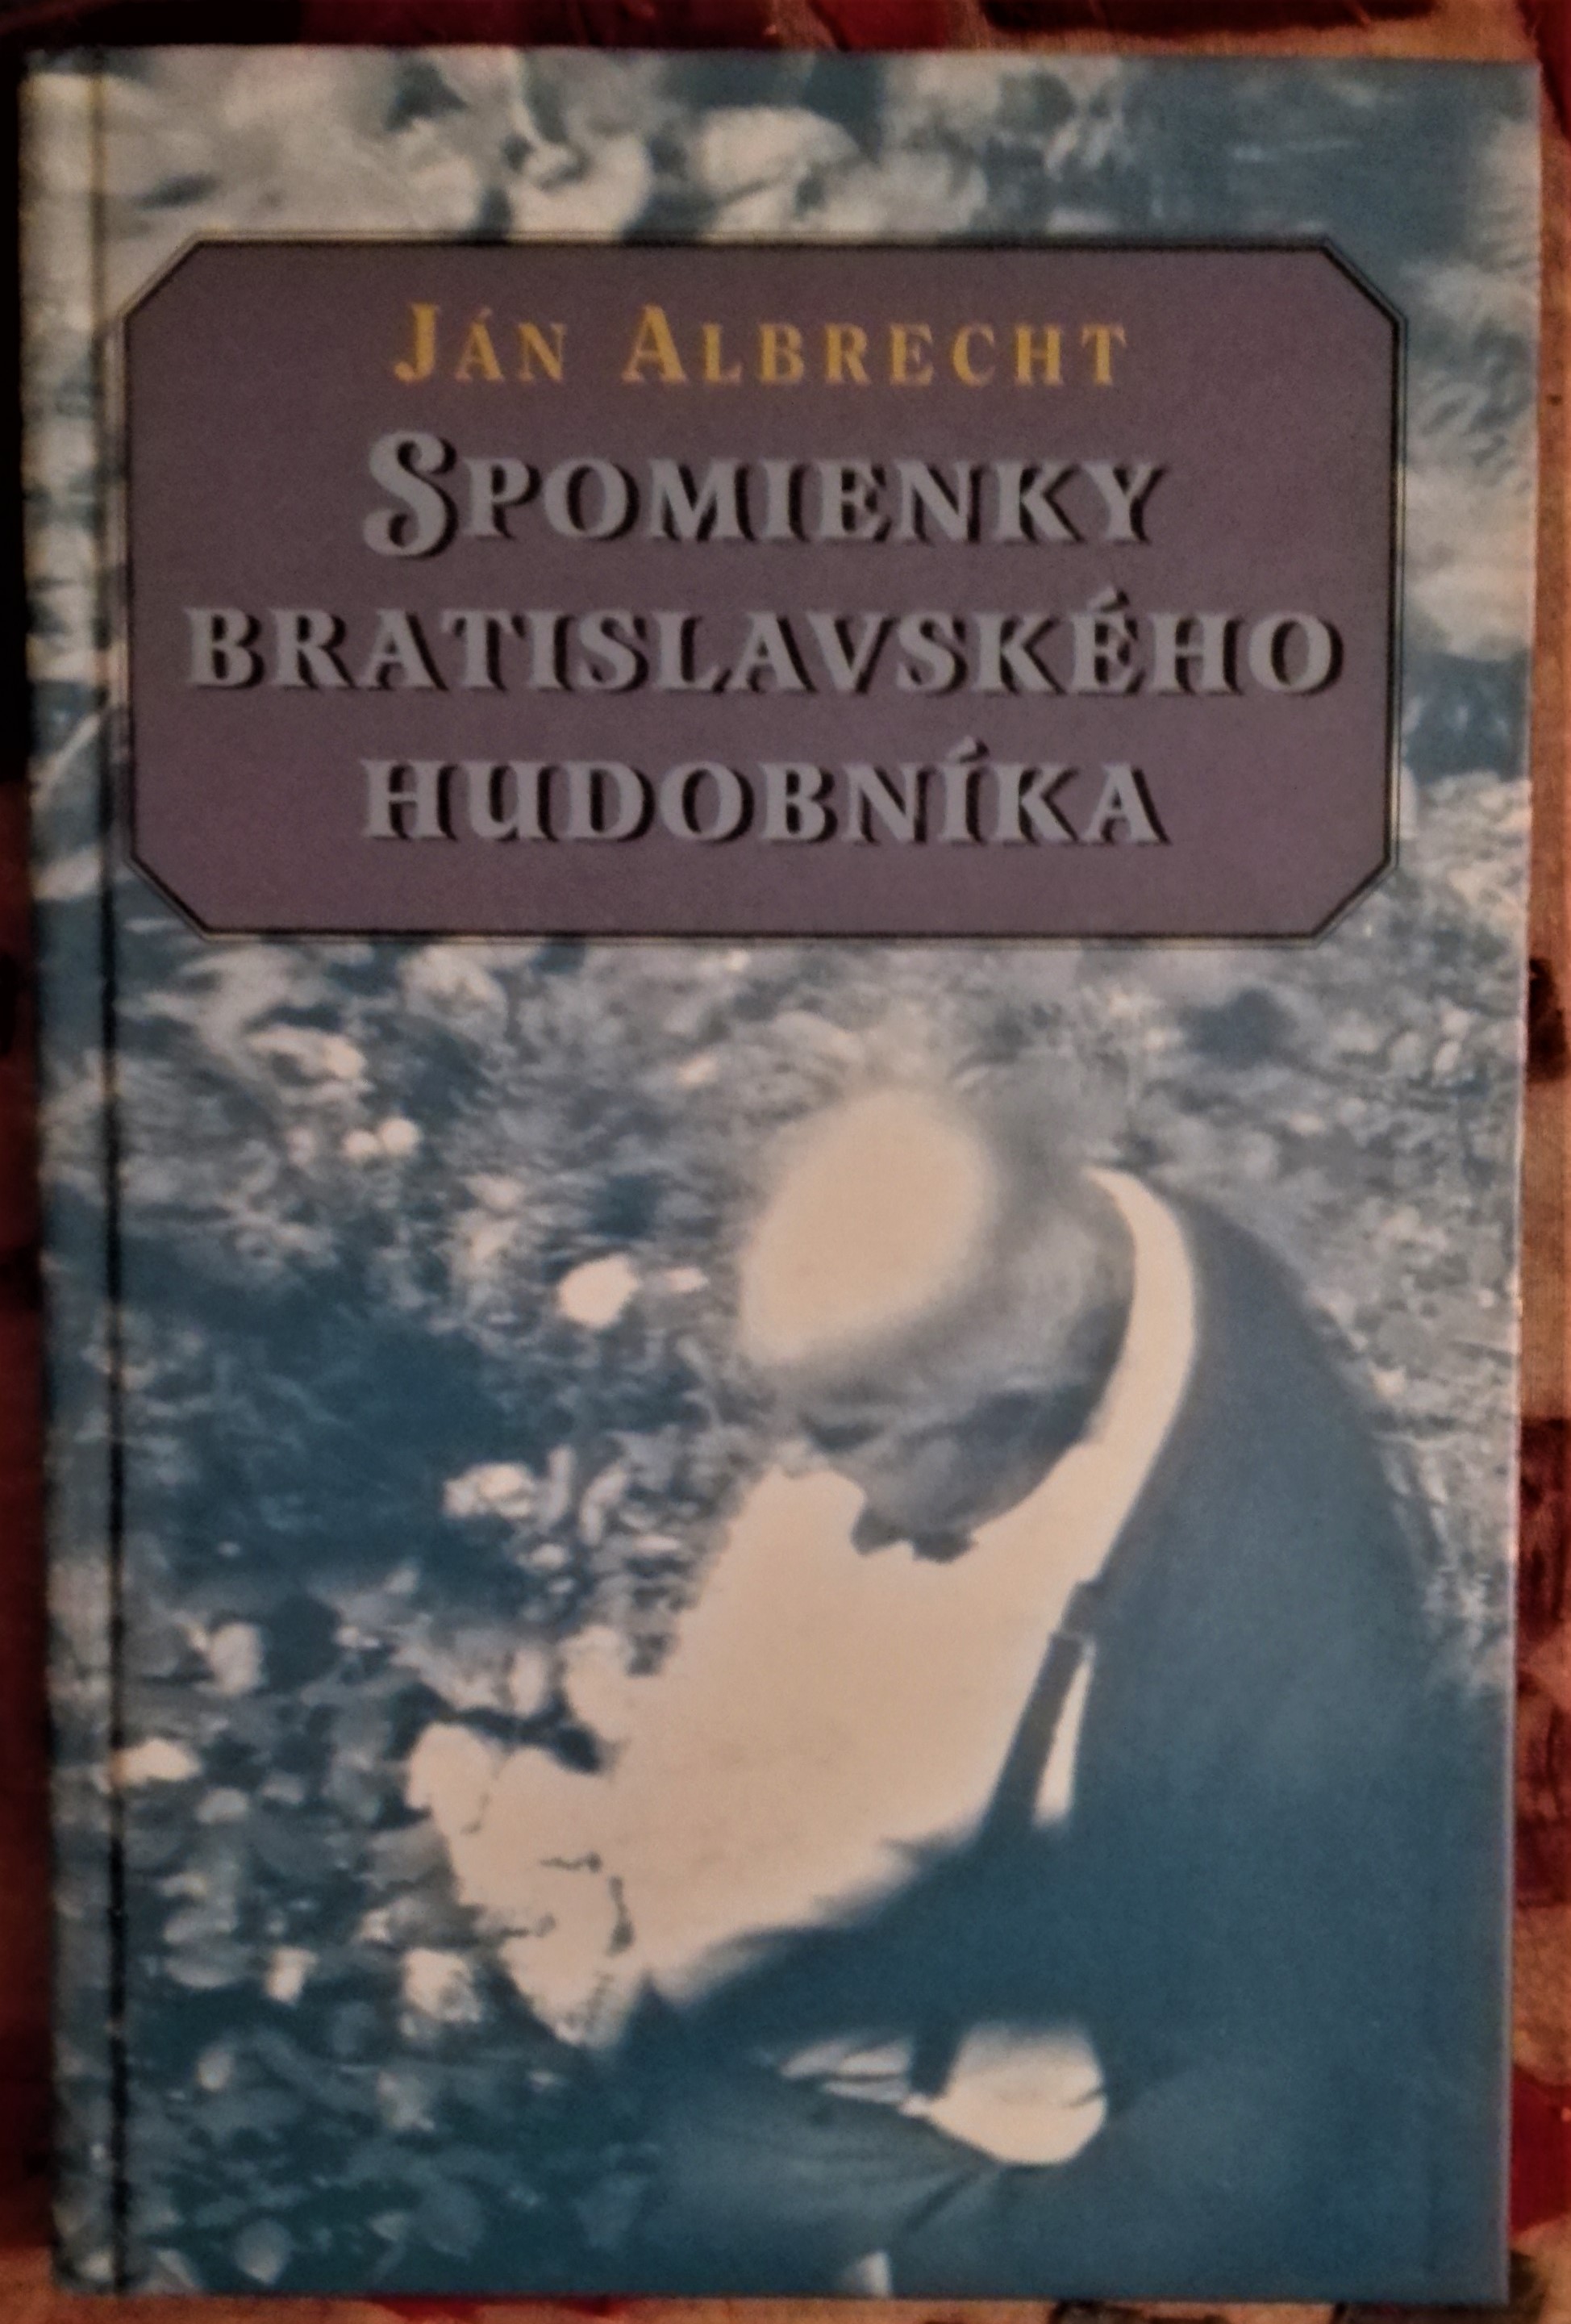 JÁN ALBRECHT
SPOMIENKY
BRATISLAVSKÉHO
HUDOBNÍKA